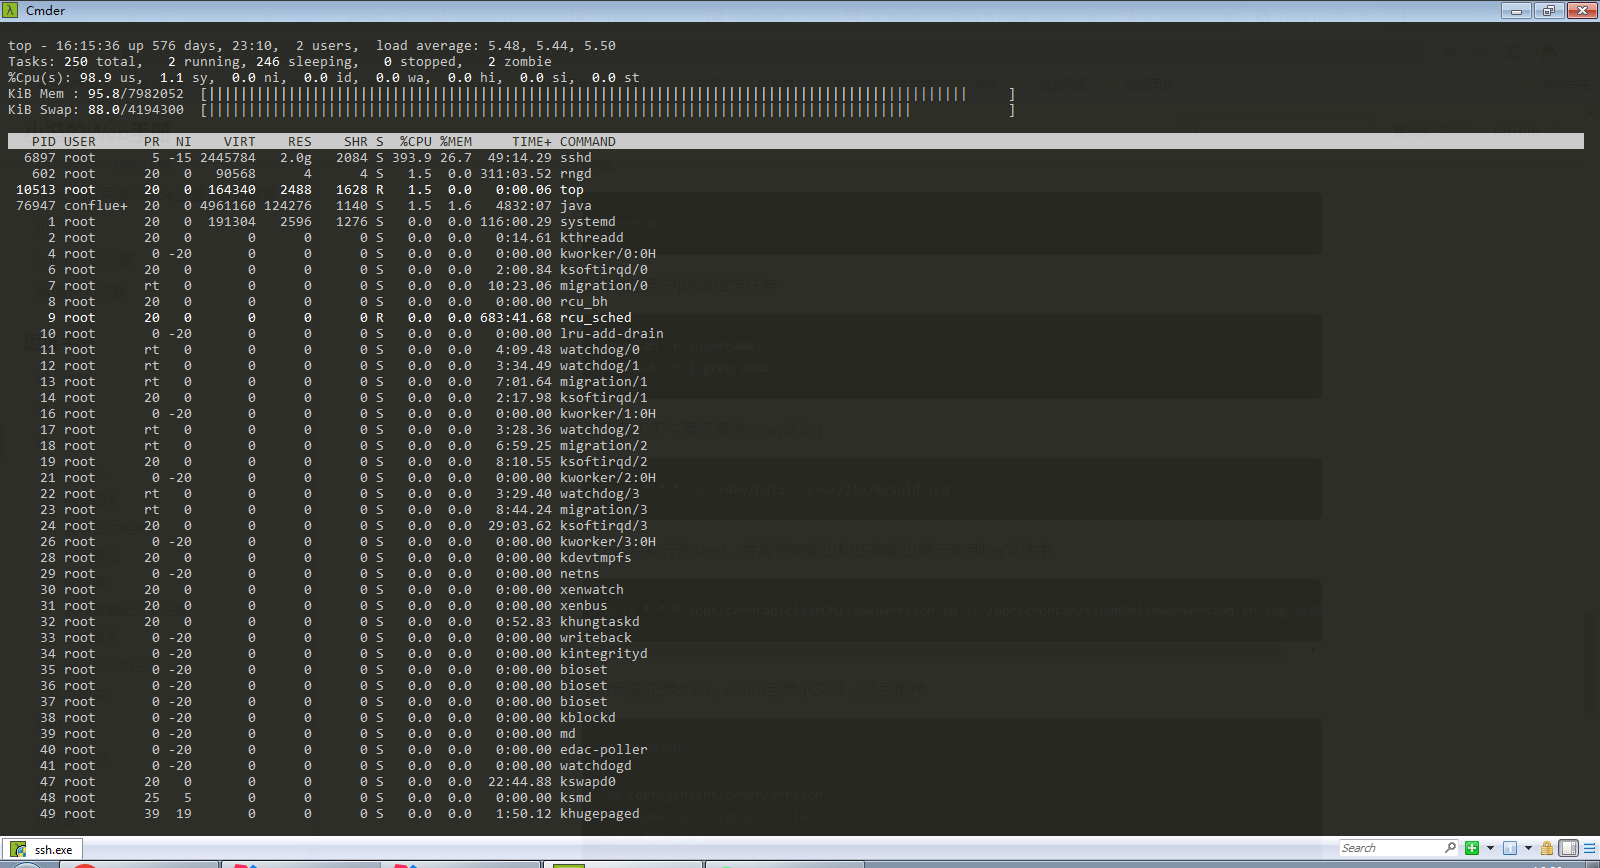 Cmder
top - 16:15:36 up 576 days, 23:10,  2 users,  load average: 5.48, 5.44, 5.50
Tasks: 250 total,   2 running, 246 sleeping,   0 stopped,   2 zombie
%Cpu(s): 98.9 us,  1.1 sy,  0.0 ni,  0.0 id,  0.0 wa,  0.0 hi,  0.0 si,  0.0 st
KiB Mem : 95.8/7982052  [||||||||||||||||||||||||||||||||||||||||||||||||||||||||||||||||||||||||||||||||||||||||||||||||     ]
KiB Swap: 88.0/4194300  [||||||||||||||||||||||||||||||||||||||||||||||||||||||||||||||||||||||||||||||||||||||||            ]
PID USER      PR  NI    VIRT    RES    SHR S  %CPU %MEM     TIME+ COMMAND
6897 root       5 -15 2445784   2.0g   2084 S 393.9 26.7  49:14.29 sshd
602 root      20   0   90568      4      4 S   1.5  0.0 311:03.52 rngd
10513 root      20   0  164340   2488   1628 R   1.5  0.0   0:00.06 top
76947 conflue+  20   0 4961160 124276   1140 S   1.5  1.6   4832:07 java
1 root      20   0  191304   2596   1276 S   0.0  0.0 116:00.29 systemd
2 root      20   0       0      0      0 S   0.0  0.0   0:14.61 kthreadd
4 root       0 -20       0      0      0 S   0.0  0.0   0:00.00 kworker/0:0H
6 root      20   0       0      0      0 S   0.0  0.0   2:00.84 ksoftirqd/0
7 root      rt   0       0      0      0 S   0.0  0.0  10:23.06 migration/0
8 root      20   0       0      0      0 S   0.0  0.0   0:00.00 rcu_bh
9 root      20   0       0      0      0 R   0.0  0.0 683:41.68 rcu_sched
10 root       0 -20       0      0      0 S   0.0  0.0   0:00.00 lru-add-drain
11 root      rt   0       0      0      0 S   0.0  0.0   4:09.48 watchdog/0
12 root      rt   0       0      0      0 S   0.0  0.0   3:34.49 watchdog/1
13 root      rt   0       0      0      0 S   0.0  0.0   7:01.64 migration/1
14 root      20   0       0      0      0 S   0.0  0.0   2:17.98 ksoftirqd/1
16 root       0 -20       0      0      0 S   0.0  0.0   0:00.00 kworker/1:0H
17 root      rt   0       0      0      0 S   0.0  0.0   3:28.36 watchdog/2
18 root      rt   0       0      0      0 S   0.0  0.0   6:59.25 migration/2
19 root      20   0       0      0      0 S   0.0  0.0   8:10.55 ksoftirqd/2
21 root       0 -20       0      0      0 S   0.0  0.0   0:00.00 kworker/2:0H
22 root      rt   0       0      0      0 S   0.0  0.0   3:29.40 watchdog/3
23 root      rt   0       0      0      0 S   0.0  0.0   8:44.24 migration/3
24 root      20   0       0      0      0 S   0.0  0.0  29:03.62 ksoftirqd/3
26 root       0 -20       0      0      0 S   0.0  0.0   0:00.00 kworker/3:0H
28 root      20   0       0      0      0 S   0.0  0.0   0:00.00 kdevtmpfs
29 root       0 -20       0      0      0 S   0.0  0.0   0:00.00 netns
30 root      20   0       0      0      0 S   0.0  0.0   0:00.00 xenwatch
31 root      20   0       0      0      0 S   0.0  0.0   0:00.00 xenbus
32 root      20   0       0      0      0 S   0.0  0.0   0:52.83 khungtaskd
33 root       0 -20       0      0      0 S   0.0  0.0   0:00.00 writeback
34 root       0 -20       0      0      0 S   0.0  0.0   0:00.00 kintegrityd
35 root       0 -20       0      0      0 S   0.0  0.0   0:00.00 bioset
36 root       0 -20       0      0      0 S   0.0  0.0   0:00.00 bioset
37 root       0 -20       0      0      0 S   0.0  0.0   0:00.00 bioset
38 root       0 -20       0      0      0 S   0.0  0.0   0:00.00 kblockd
39 root       0 -20       0      0      0 S   0.0  0.0   0:00.00 md
40 root       0 -20       0      0      0 S   0.0  0.0   0:00.00 edac-poller
41 root       0 -20       0      0      0 S   0.0  0.0   0:00.00 watchdogd
47 root      20   0       0      0      0 S   0.0  0.0  22:44.88 kswapd0
48 root      25   5       0      0      0 S   0.0  0.0   0:00.00 ksmd
49 root      39  19       0      0      0 S   0.0  0.0   1:50.12 khugepaged
ssh.exe
Search